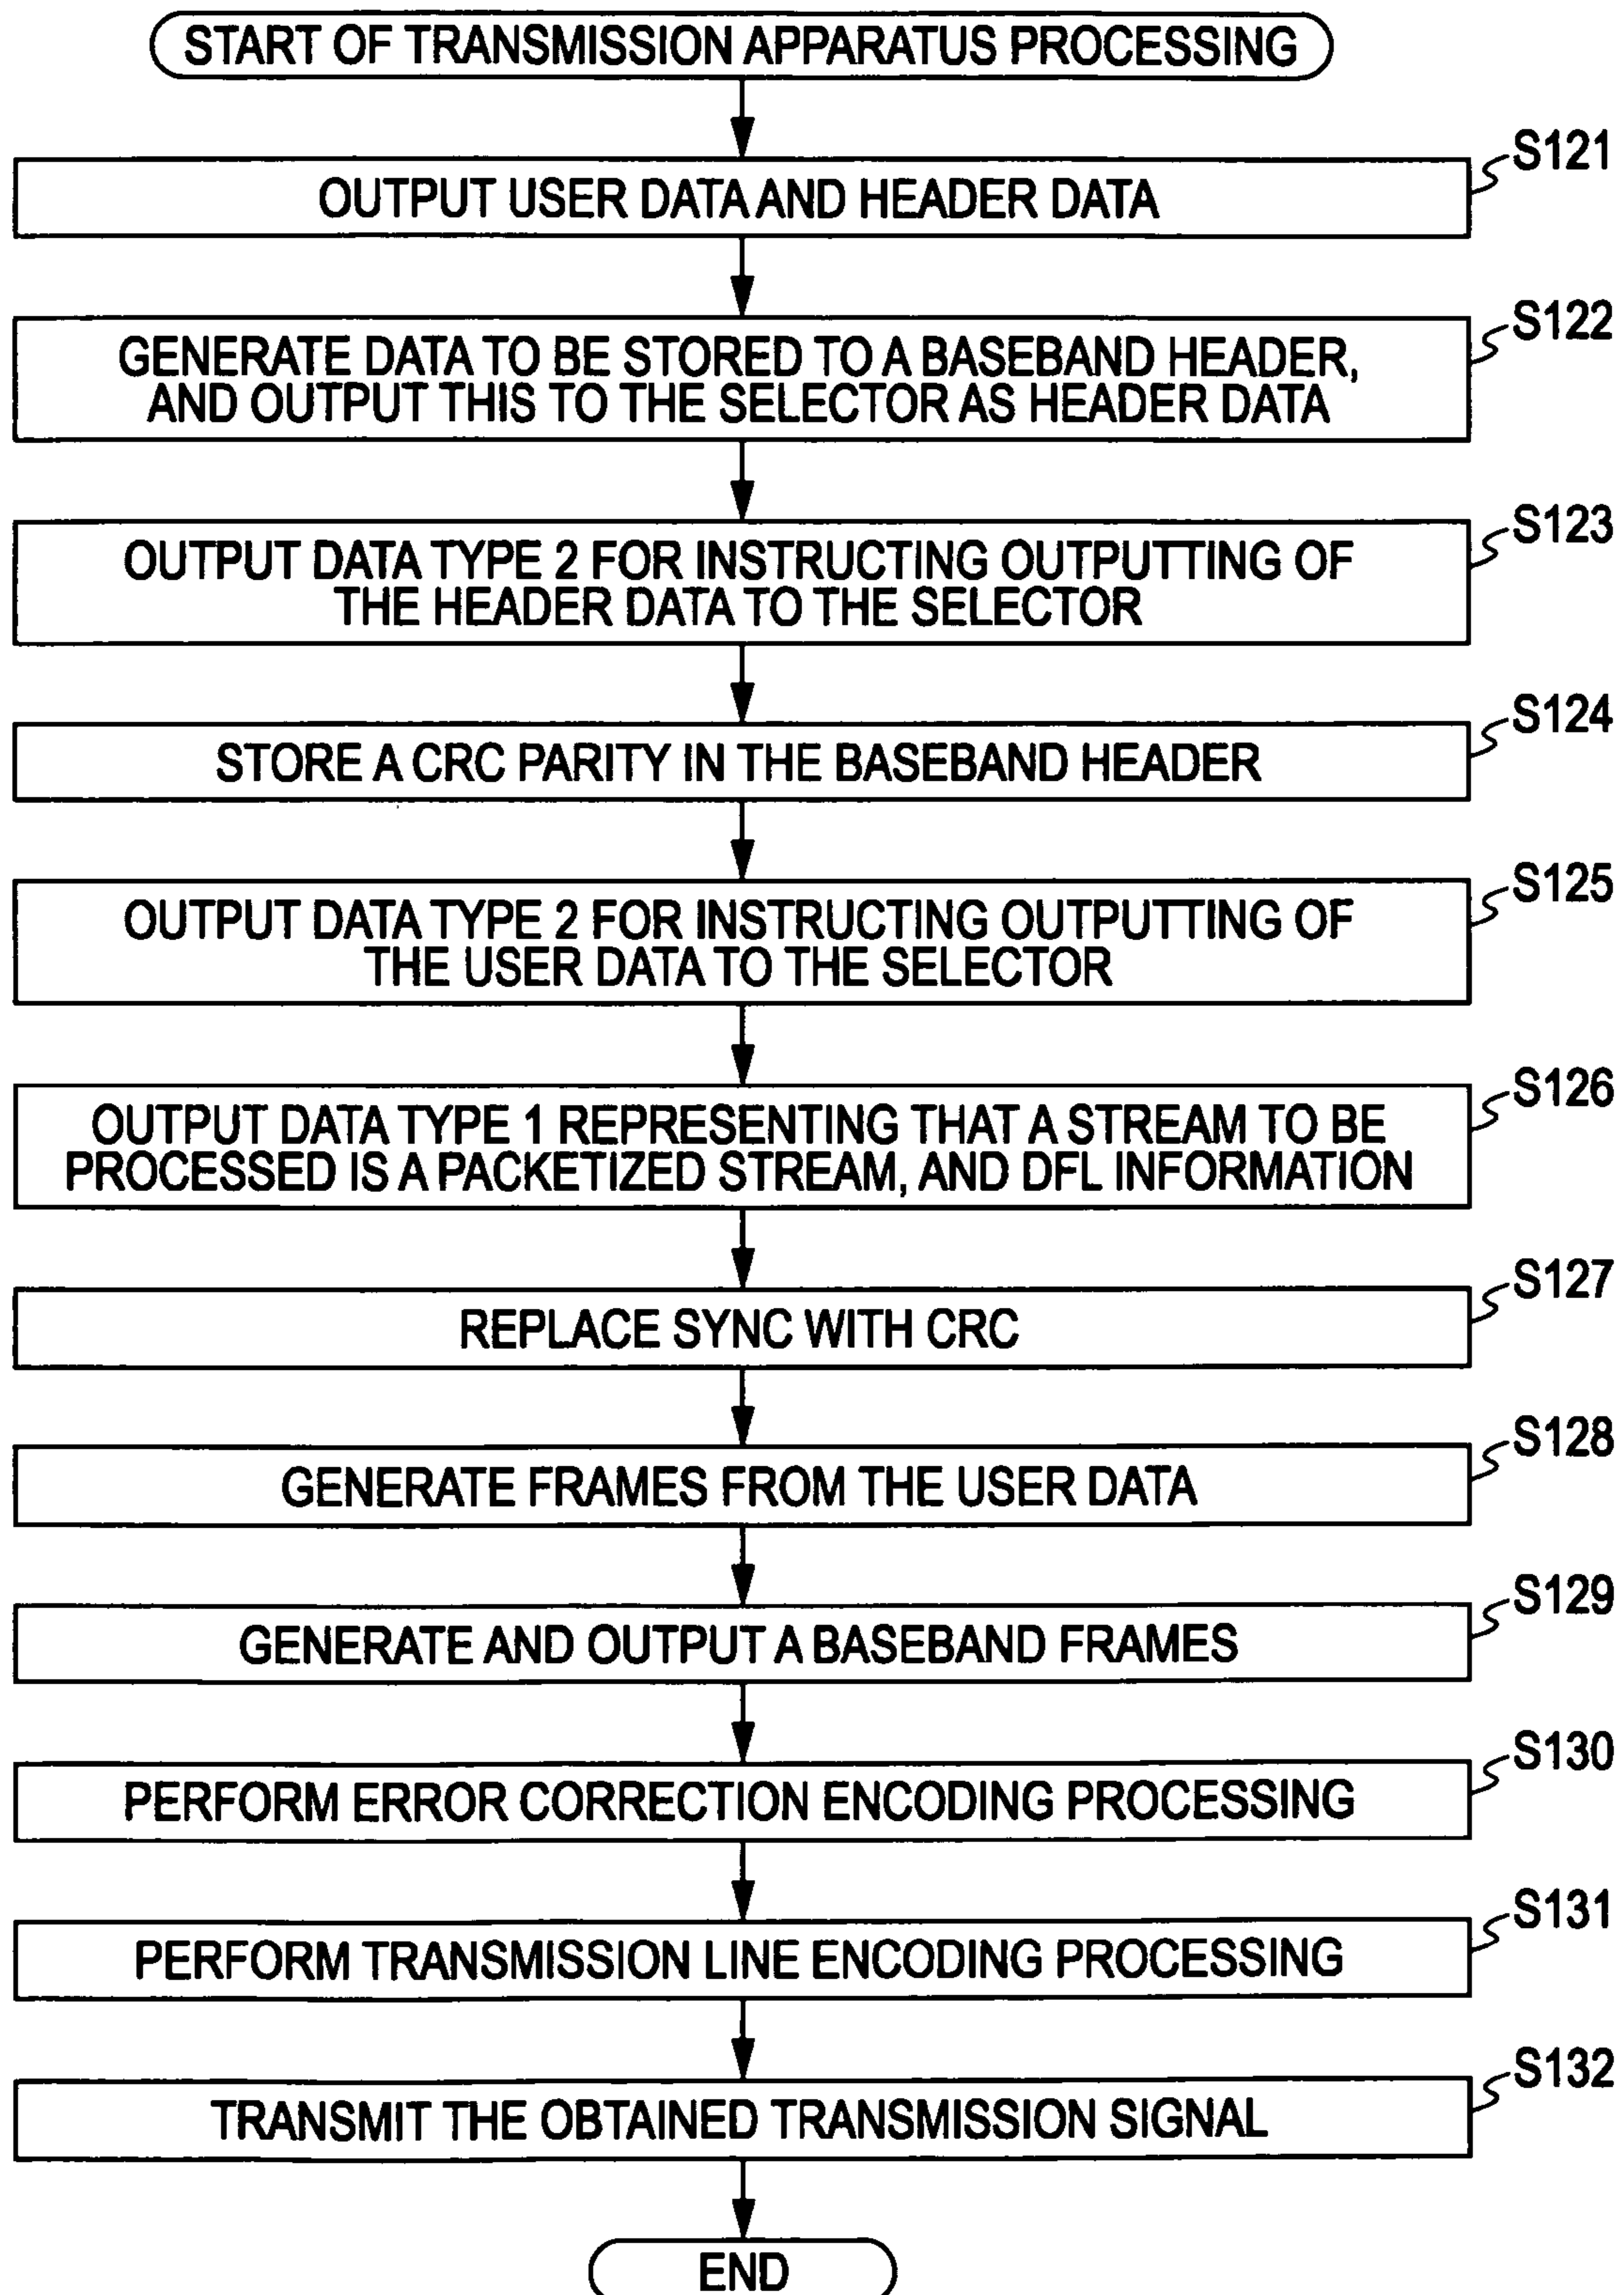 START OF TRANSMISSION APPARATUS PROCESSING
S121
OUTPUT USER DATA AND HEADER DATA
S122
GENERATE DATA TO BE STORED TO A BASEBAND HEADER,
AND OUTPUT THIS TO THE SELECTOR AS HEADER DATA
S123
OUTPUT DATA TYPE 2 FOR INSTRUCTING OUTPUTTING OF
THE HEADER DATA TO THE SELECTOR
S124
STORE A CRC PARITY IN THE BASEBAND HEADER
S125
OUTPUT DATA TYPE 2 FOR INSTRUCTING OUTPUTTING OF
THE USER DATA TO THE SELECTOR
S126
OUTPUT DATA TYPE 1 REPRESENTING THAT A STREAM TO BE
PROCESSED IS A PACKETIZED STREAM, AND DFL INFORMATION
S127
REPLACE SYNC WITH CRC
S128
GENERATE FRAMES FROM THE USER DATA
S129
GENERATE AND OUTPUT A BASEBAND FRAMES
S130
PERFORM ERROR CORRECTION ENCODING PROCESSING
S131
PERFORM TRANSMISSION LINE ENCODING PROCESSING
S132
TRANSMIT THE OBTAINED TRANSMISSION SIGNAL
END